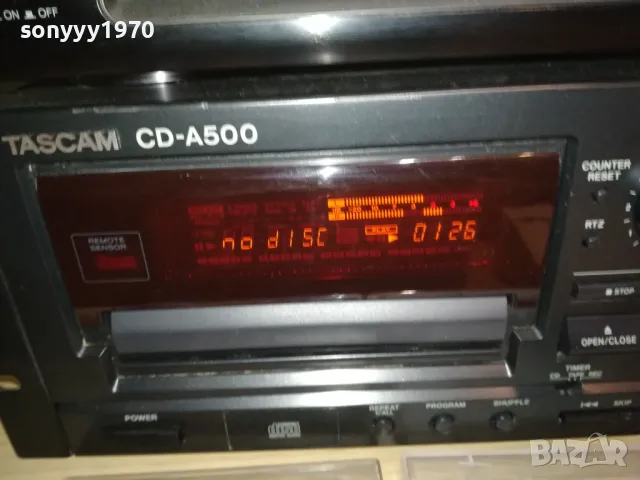 ON OFF
sonyyy1970
TASCAM CD-A500
COUNTER RESET
REMOTE SENSOR
no dISC 0126
RTZ
STOP
OPEN/CLOSE
TIMER
POWER
REPEAT
PROGRAM
SHUFFLE
SKIP
BAZAR